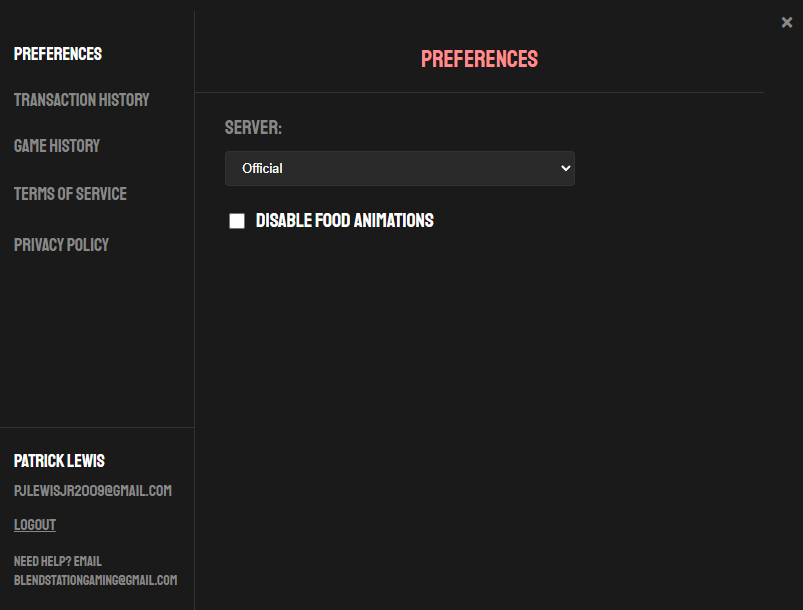 ×
PREFERENCES
TRANSACTION HISTORY
GAME HISTORY
TERMS OF SERVICE
PRIVACY POLICY
PATRICK LEWIS
PJLEWISJR2009@GMAIL.COM
LOGOUT
NEED HELP? EMAIL
BLENDSTATIONGAMING@GMAIL.COM
PREFERENCES
SERVER:
Official
DISABLE FOOD ANIMATIONS